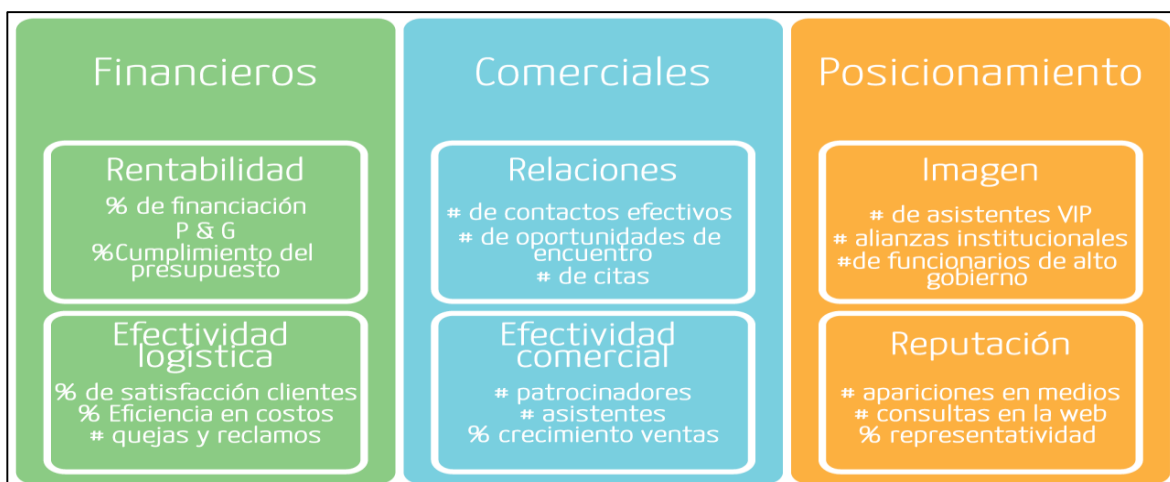 Financieros
Rentabilidad
% de financiación
P & G
%Cumplimiento del
presupuesto
Efectividad
logística
% de satisfacción clientes
% Eficiencia en costos
# quejas y reclamos
Comerciales
Relaciones
# de contactos efectivos
# de oportunidades de
encuentro
# de citas
Efectividad
comercial
# patrocinadores
# asistentes
% crecimiento ventas
Posicionamiento
Imagen
# de asistentes VIP
# alianzas institucionales
#de funcionarios de alto
gobierno
Reputación
# apariciones en medios
# consultas en la web
% representatividad